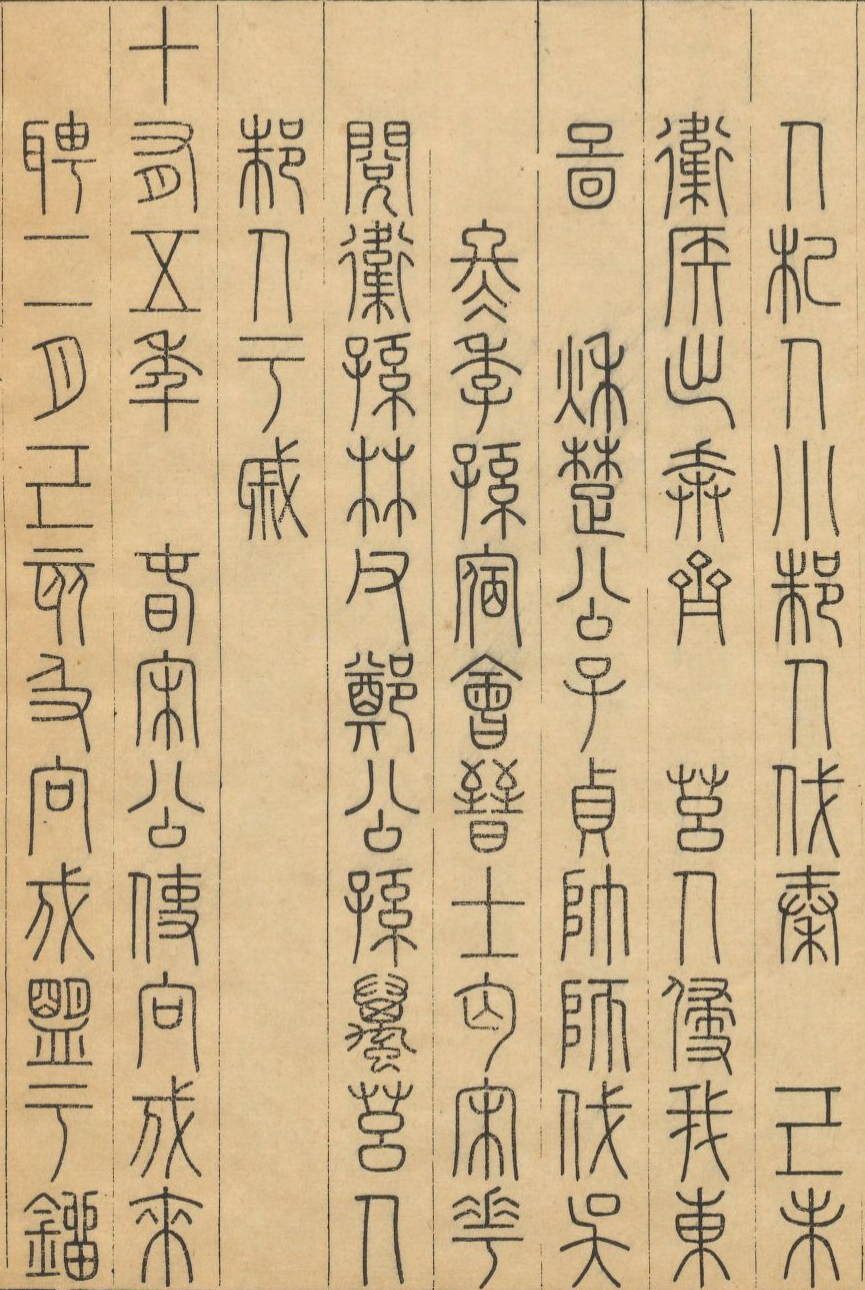 人杞人小邾人伐秦　己未
衛侯出奔齊　莒人侵我東
啚　秋楚公子貞帥師伐吳
冬季孫宿會晉士匄宋華
閱衛孫林父鄭公孫蠆莒人
邾人于戚
十有五年　春宋公使向戌來
聘二月己亥及向戌盟于鎦